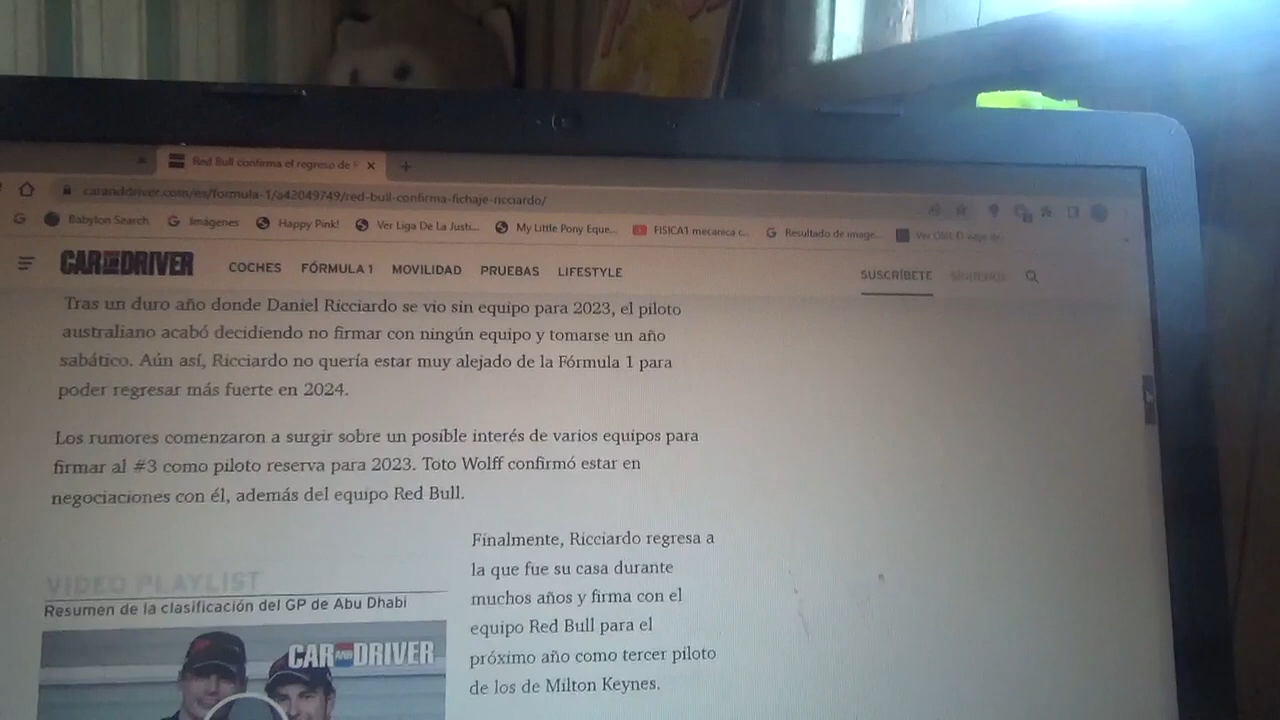 Red Bull confirma el regreso de
caranddriver.com/es/formula-1/a42049749/red-bull-confirma-fichaje-ricciardo/
Babylon Search
Imágenes
Happy Pink!
Ver Liga De La Justi...
My Little Pony Eque...
FISICA1 mecanica c...
Resultado de image...
CAR AND DRIVER
COCHES
FÓRMULA 1
MOVILIDAD
PRUEBAS
LIFESTYLE
SUSCRÍBETE
Tras un duro año donde Daniel Ricciardo se vio sin equipo para 2023, el piloto
australiano acabó decidiendo no firmar con ningún equipo y tomarse un año
sabático. Aún así, Ricciardo no quería estar muy alejado de la Fórmula 1 para
poder regresar más fuerte en 2024.
Los rumores comenzaron a surgir sobre un posible interés de varios equipos para
firmar al #3 como piloto reserva para 2023. Toto Wolff confirmó estar en
negociaciones con él, además del equipo Red Bull.
VIDEO PLAYLIST
Resumen de la clasificación del GP de Abu Dhabi
CAR AND DRIVER
Finalmente, Ricciardo regresa a
la que fue su casa durante
muchos años y firma con el
equipo Red Bull para el
próximo año como tercer piloto
de los de Milton Keynes.